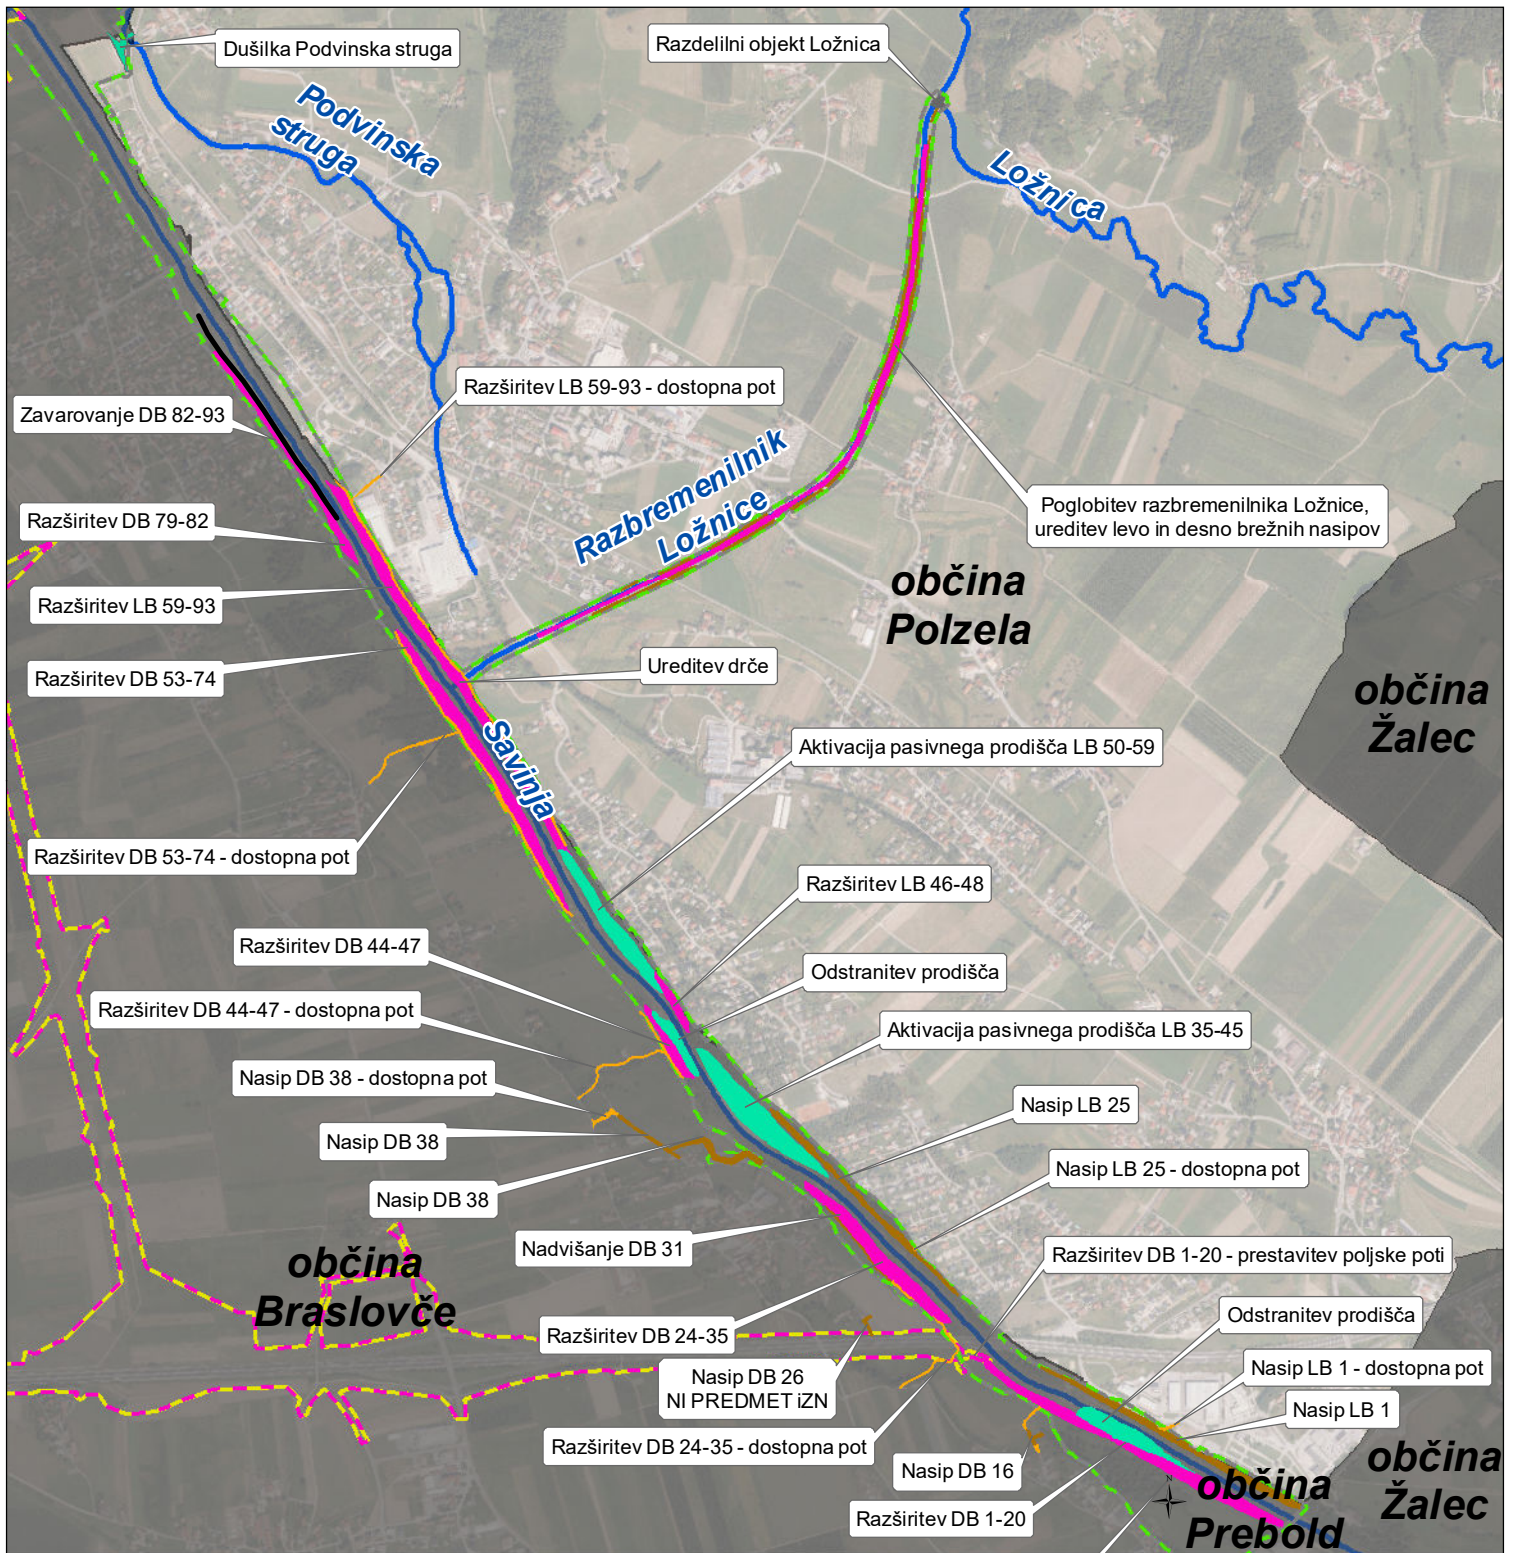 Dušilka Podvinska struga
Razdelilni objekt Ložnica
Podvinska
struga
Ložnica
Razširitev LB 59-93 - dostopna pot
Zavarovanje DB 82-93
Razbremenilnik
Ložnice
Poglobitev razbremenilnika Ložnice,
ureditev levo in desno brežnih nasipov
Razširitev DB 79-82
občina
Polzela
Razširitev LB 59-93
Ureditev drče
Razširitev DB 53-74
občina
Žalec
Savinja
Aktivacija pasivnega prodišča LB 50-59
Razširitev DB 53-74 - dostopna pot
Razširitev LB 46-48
Razširitev DB 44-47
Odstranitev prodišča
Razširitev DB 44-47 - dostopna pot
Aktivacija pasivnega prodišča LB 35-45
Nasip DB 38 - dostopna pot
Nasip LB 25
Nasip DB 38
Nasip LB 25 - dostopna pot
Nasip DB 38
Nadvišanje DB 31
Razširitev DB 1-20 - prestavitev poljske poti
občina
Braslovče
Odstranitev prodišča
Razširitev DB 24-35
Nasip LB 1 - dostopna pot
Nasip DB 26
NI PREDMET iZN
Nasip LB 1
Razširitev DB 24-35 - dostopna pot
Nasip DB 16
občina
Žalec
N
občina
Prebold
Razširitev DB 1-20